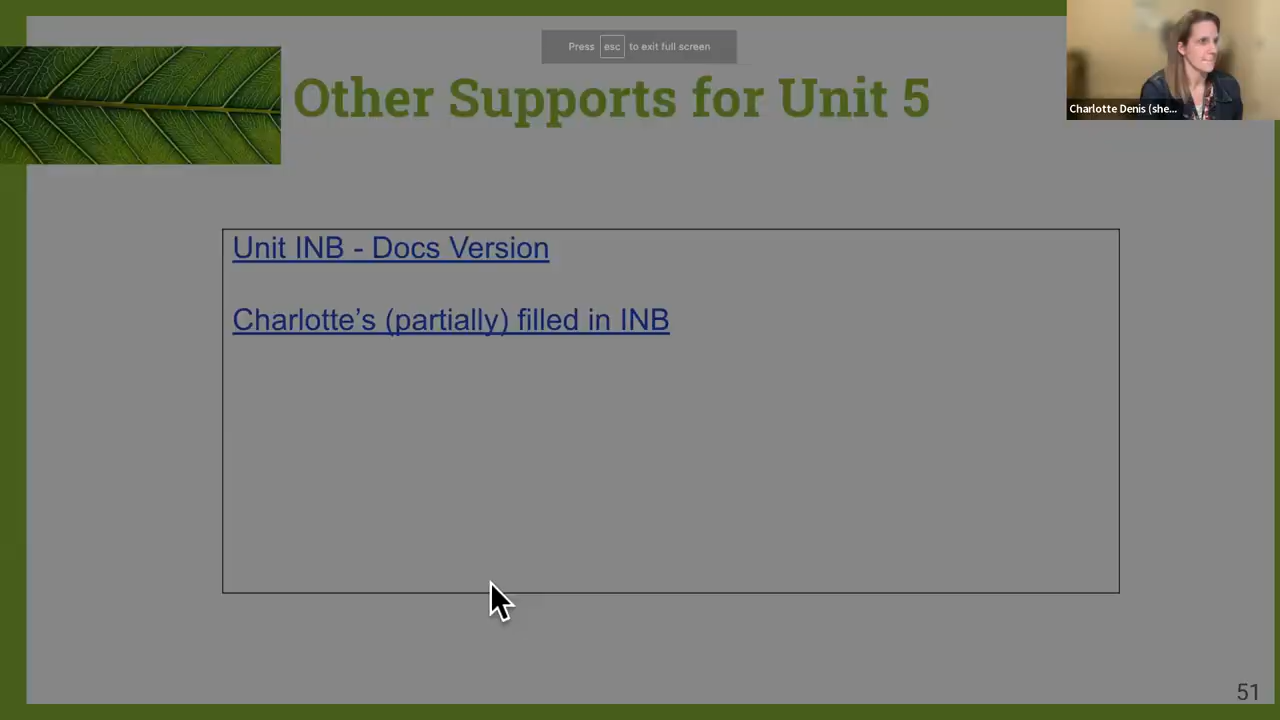 Press esc to exit full screen
Other Supports for Unit 5
Charlotte Denis (she...
Unit INB - Docs Version
Charlotte's (partially) filled in INB
51